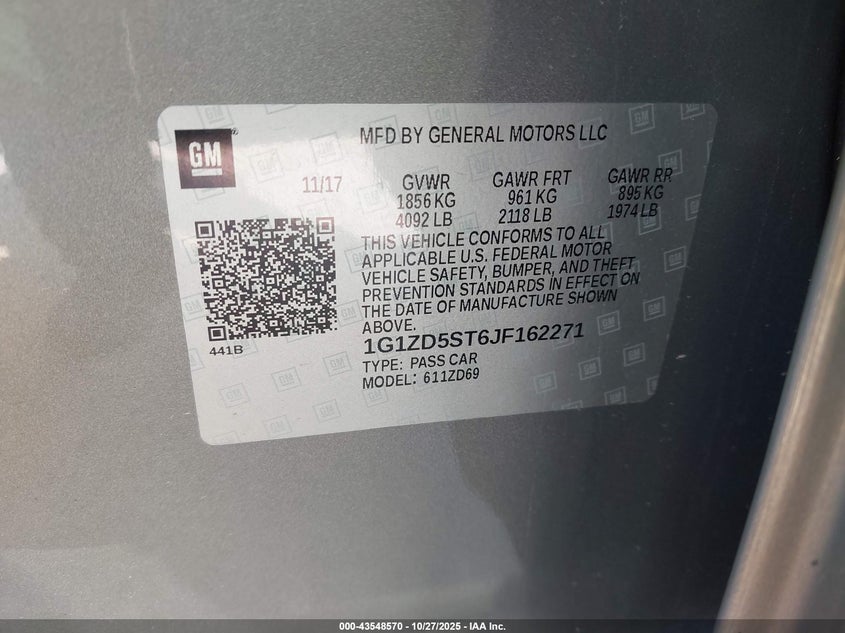 GM
MFD BY GENERAL MOTORS LLC
11/17
GVWR GAWR FRT GAWR RR
1856 KG 961 KG 895 KG
4092 LB 2118 LB 1974 LB
THIS VEHICLE CONFORMS TO ALL
APPLICABLE U.S. FEDERAL MOTOR
VEHICLE SAFETY, BUMPER, AND THEFT
PREVENTION STANDARDS IN EFFECT ON
THE DATE OF MANUFACTURE SHOWN
ABOVE.
441B
1G1ZD5ST6JF162271
TYPE: PASS CAR
MODEL: 611ZD69
000-43548570 - 10/27/2025 - IAA Inc.